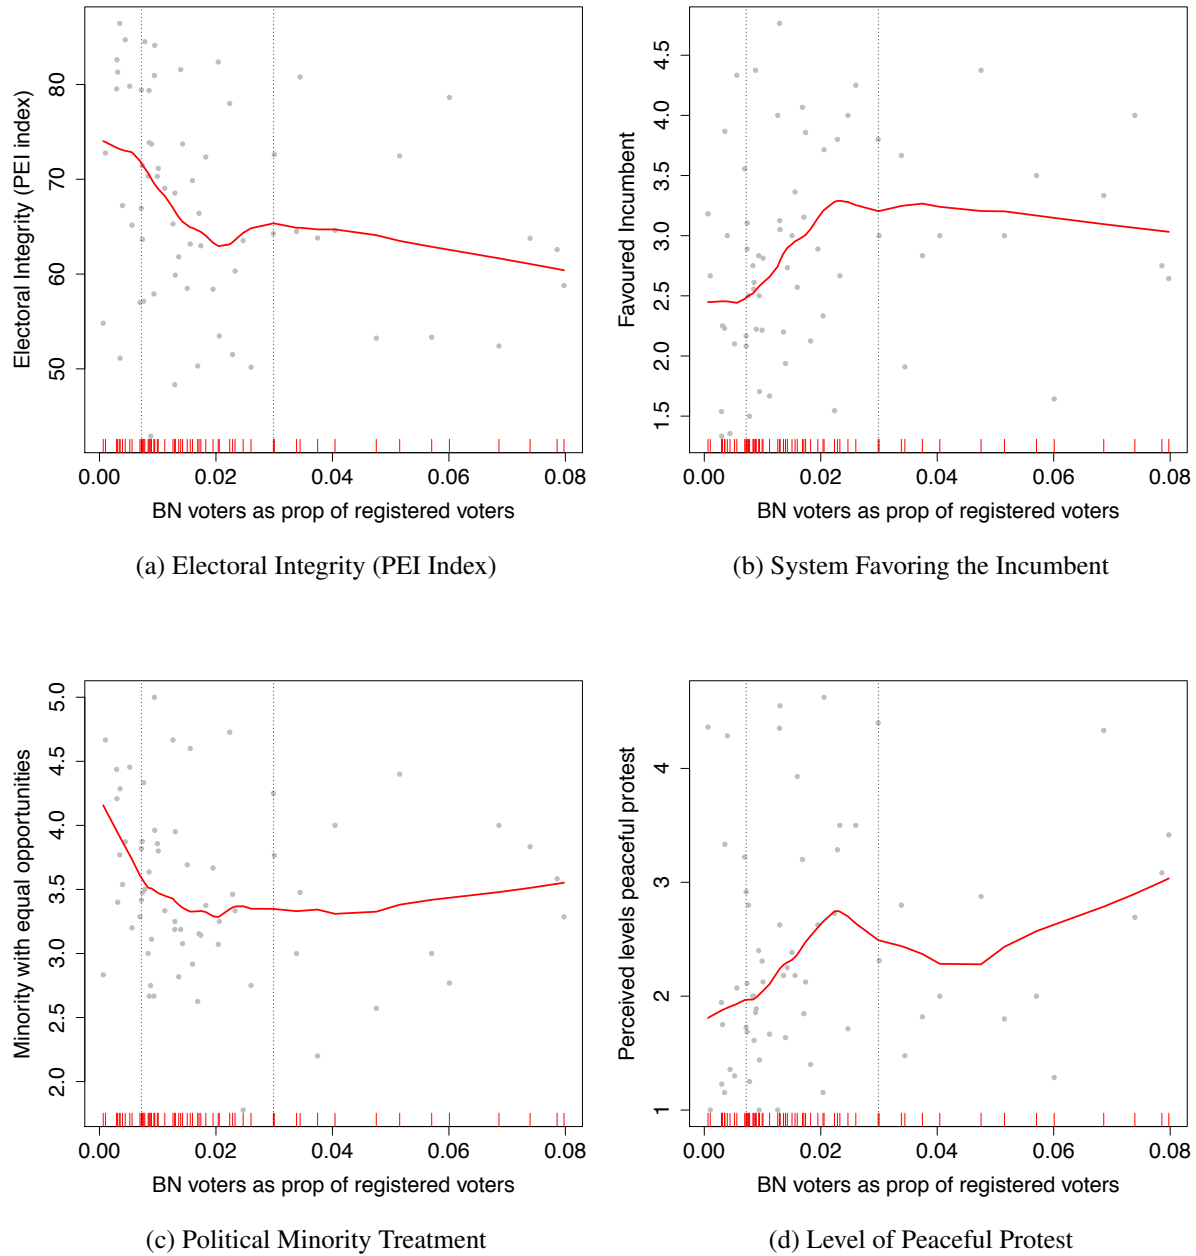 Electoral Integrity (PEI index)
80
70
60
50
0.00 0.02 0.04 0.06 0.08
BN voters as prop of registered voters
(a) Electoral Integrity (PEI Index)
Favoured Incumbent
4.5
4.0
3.5
3.0
2.5
2.0
1.5
0.00 0.02 0.04 0.06 0.08
BN voters as prop of registered voters
(b) System Favoring the Incumbent
Minority with equal opportunities
5.0
4.5
4.0
3.5
3.0
2.5
2.0
0.00 0.02 0.04 0.06 0.08
BN voters as prop of registered voters
(c) Political Minority Treatment
Perceived levels peaceful protest
4
3
2
1
0.00 0.02 0.04 0.06 0.08
BN voters as prop of registered voters
(d) Level of Peaceful Protest